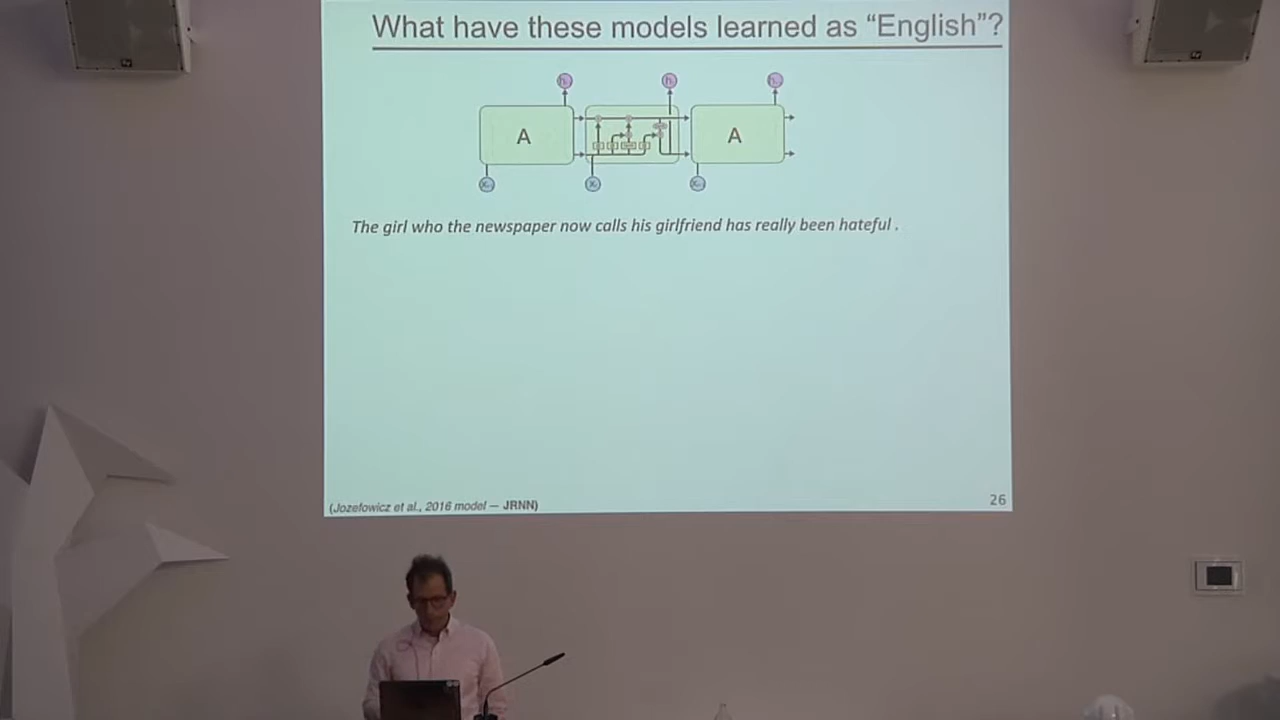 What have these models learned as “English”?
A
A
The girl who the newspaper now calls his girlfriend has really been hateful .
(Jozefowicz et al., 2016 model — JRNN)
26